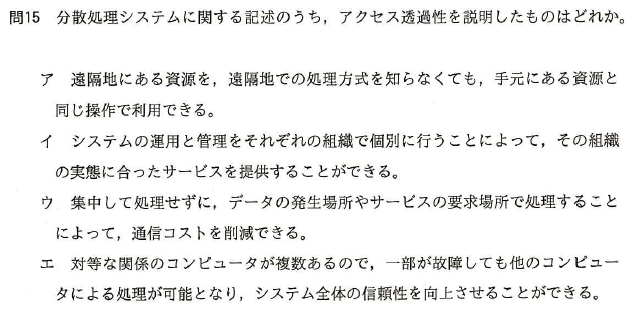 問15 分散処理システムに関する記述のうち，アクセス透過性を説明したものはどれか。
ア 遠隔地にある資源を，遠隔地での処理方式を知らなくても，手元にある資源と
同じ操作で利用できる。
イ システムの運用と管理をそれぞれの組織で個別に行うことによって，その組織
の実態に合ったサービスを提供することができる。
ウ 集中して処理せずに，データの発生場所やサービスの要求場所で処理すること
によって，通信コストを削減できる。
エ 対等な関係のコンピュータが複数あるので，一部が故障しても他のコンピュー
タによる処理が可能となり，システム全体の信頼性を向上させることができる。